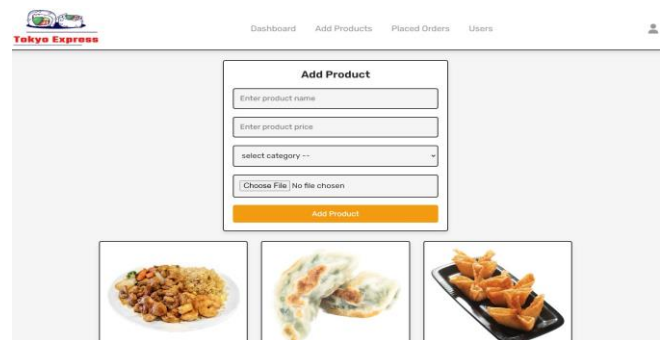 Tokyo Express
Dashboard Add Products Placed Orders Users
Add Product
Enter product name
Enter product price
select category --
Choose File No file chosen
Add Product